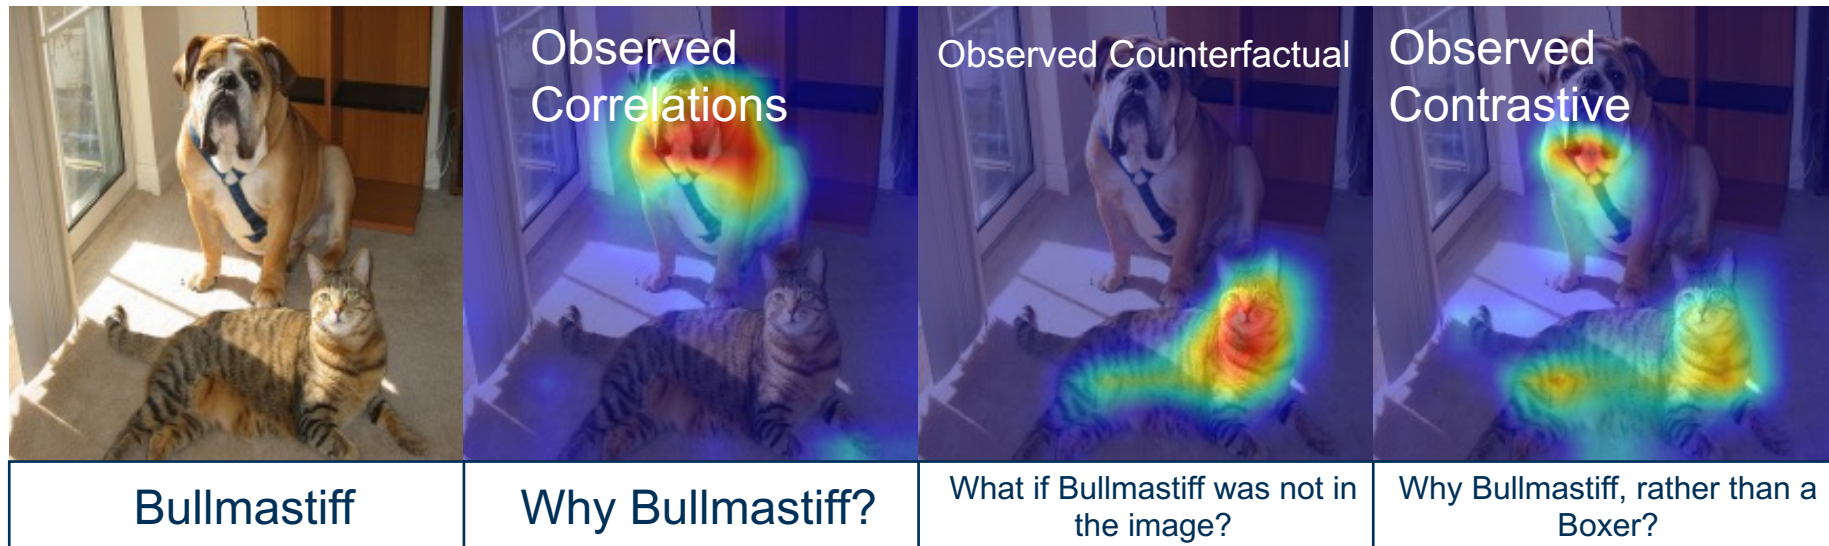 Observed
Correlations
Observed Counterfactual
Observed
Contrastive
Bullmastiff
Why Bullmastiff?
What if Bullmastiff was not in
the image?
Why Bullmastiff, rather than a
Boxer?